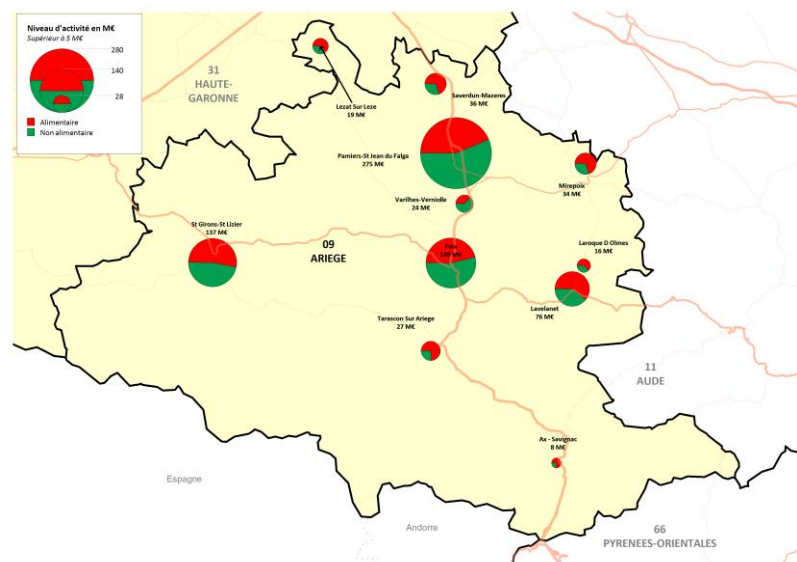 Niveau d'activité en M€
Supérieur à 5 M€
280
140
28
Alimentaire
Non alimentaire
31
HAUTE-
GARONNE
Lezat Sur Leze
19 M€
Saverdun-Mazeres
36 M€
Pamiers-St Jean du Falga
275 M€
Mirepoix
34 M€
Varilhes-Verniolle
24 M€
St Girons-St Lizier
137 M€
09
ARIEGE
Foix
Laroque D Olmes
16 M€
Lavelanet
76 M€
Tarascon Sur Ariege
27 M€
11
AUDE
Ax - Savignac
8 M€
Espagne
Andorre
66
PYRENEES-ORIENTALES